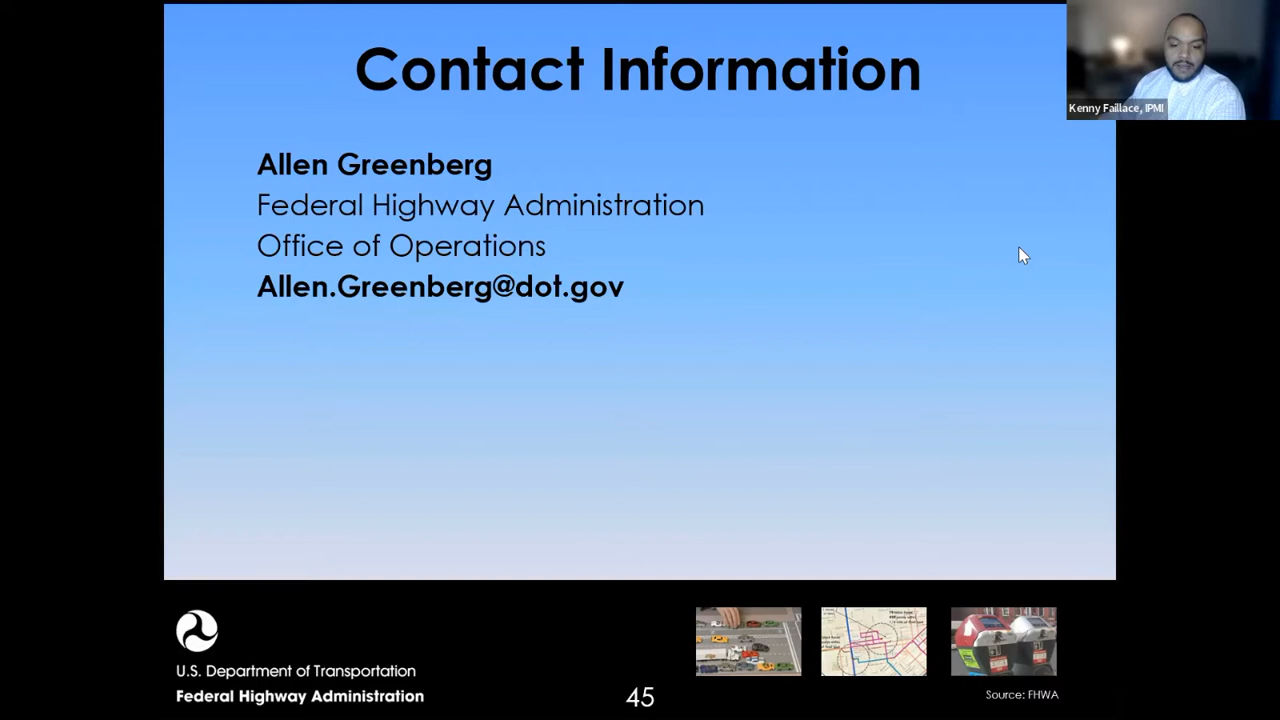 Contact Information
Kenny Faillace, IPMI
Allen Greenberg
Federal Highway Administration
Office of Operations
Allen.Greenberg@dot.gov
U.S. Department of Transportation
Federal Highway Administration
45
Source: FHWA